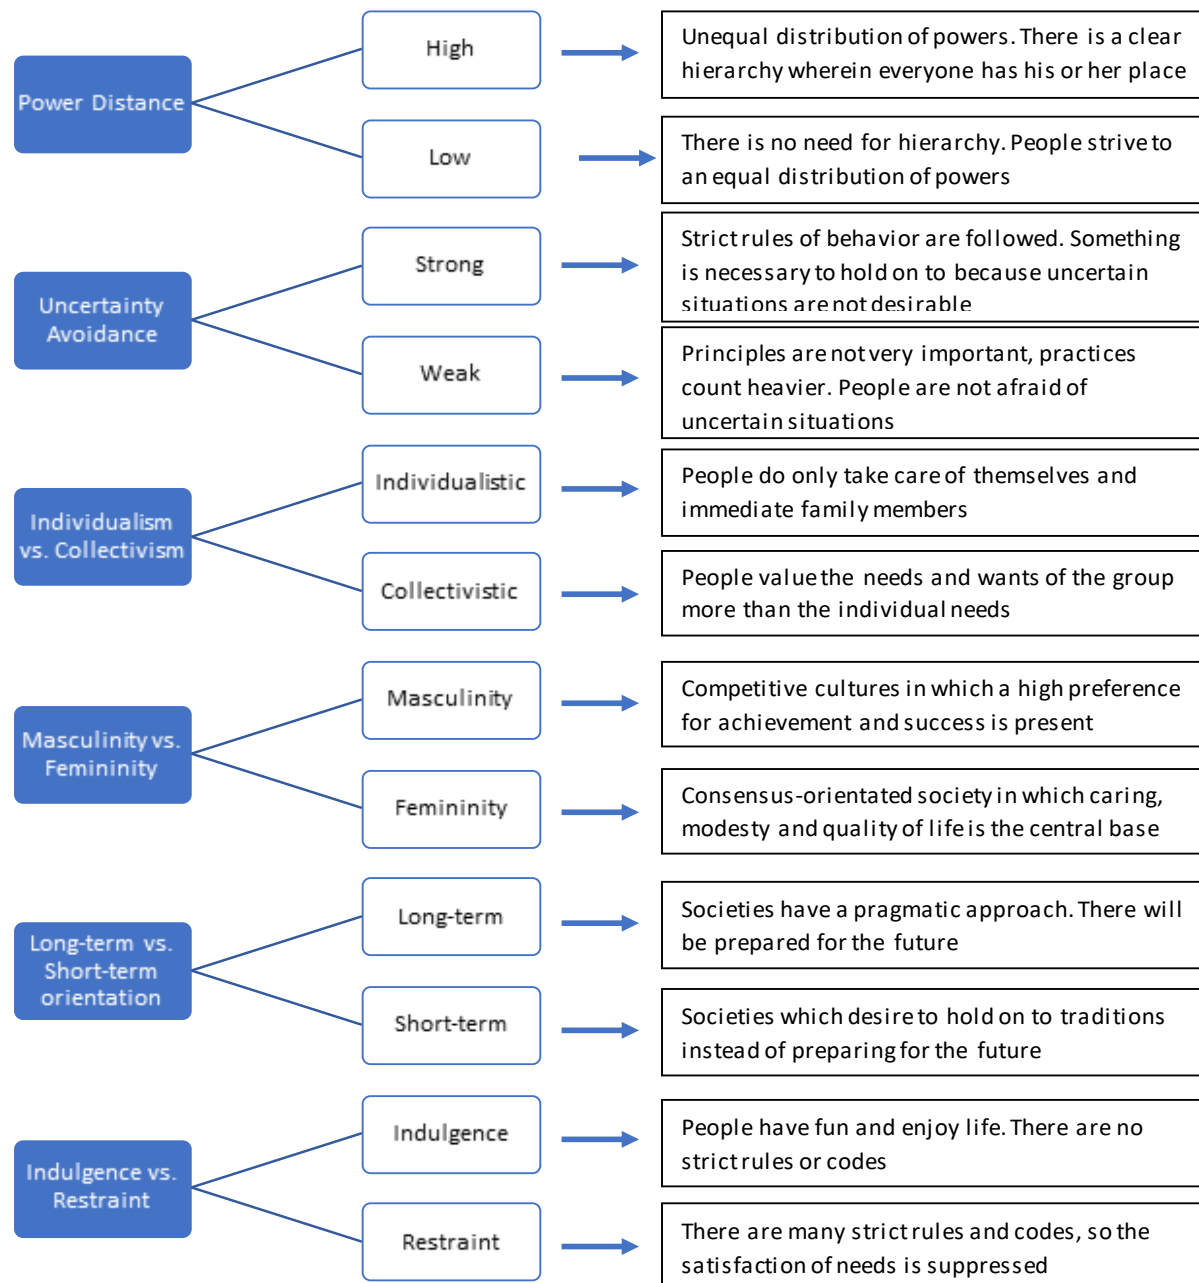 Power Distance
High
Unequal distribution of powers. There is a clear
hierarchy wherein everyone has his or her place
Low
There is no need for hierarchy. People strive to
an equal distribution of powers
Uncertainty
Avoidance
Strong
Strict rules of behavior are followed. Something
is necessary to hold on to because uncertain
situations are not desirable
Weak
Principles are not very important, practices
count heavier. People are not afraid of
uncertain situations
Individualism
vs. Collectivism
Individualistic
People do only take care of themselves and
immediate family members
Collectivistic
People value the needs and wants of the group
more than the individual needs
Masculinity vs.
Femininity
Masculinity
Competitive cultures in which a high preference
for achievement and success is present
Femininity
Consensus-orientated society in which caring,
modesty and quality of life is the central base
Long-term vs.
Short-term
orientation
Long-term
Societies have a pragmatic approach. There will
be prepared for the future
Short-term
Societies which desire to hold on to traditions
instead of preparing for the future
Indulgence vs.
Restraint
Indulgence
People have fun and enjoy life. There are no
strict rules or codes
Restraint
There are many strict rules and codes, so the
satisfaction of needs is suppressed